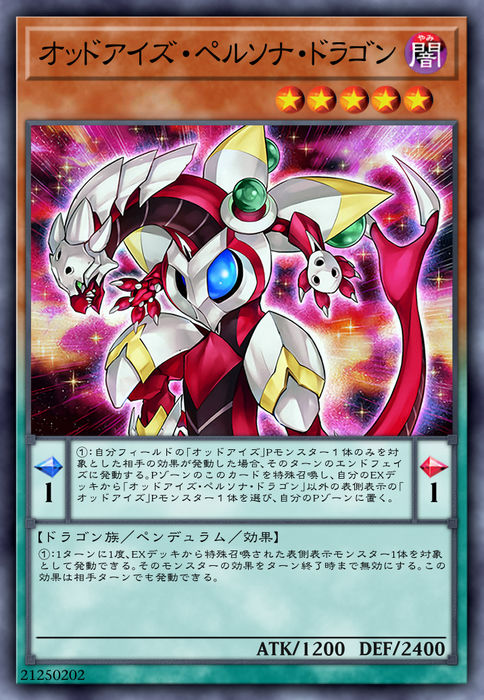 オッドアイズ・ペルソナ・ドラゴン
やみ
闇
①:自分フィールドの「オッドアイズ」Pモンスター1体のみを対
象とした相手の効果が発動した場合、そのターンのエンドフェイ
ズに発動する。Pゾーンのこのカードを特殊召喚し、自分のEXデ
ッキから「オッドアイズ・ペルソナ・ドラゴン」以外の表側表示の「
オッドアイズ」Pモンスター1体を選び、自分のPゾーンに置く。
1
1
【ドラゴン族／ペンデュラム／効果】
①:1ターンに1度、EXデッキから特殊召喚された表側表示モンスター1体を対象
として発動できる。そのモンスターの効果をターン終了時まで無効にする。この
効果は相手ターンでも発動できる。
ATK/1200 DEF/2400
21250202